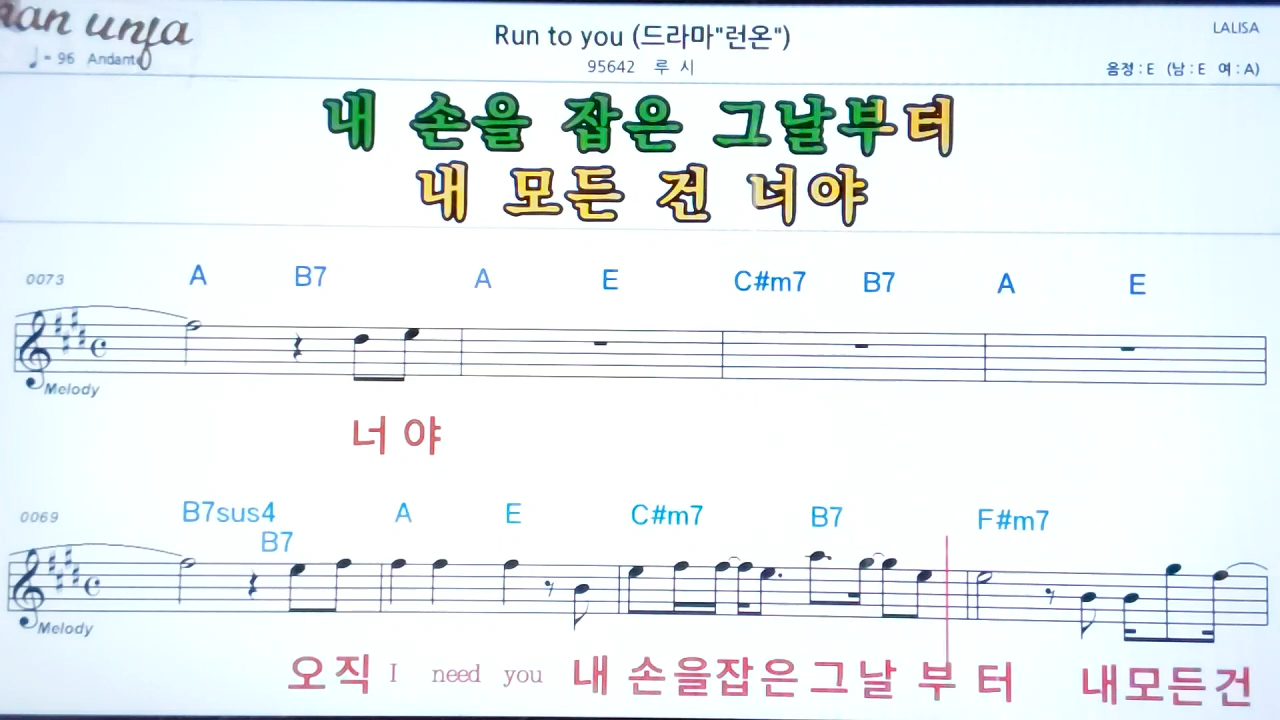 Run to you (드라마"런온")
LALISA
♩= 96 Andante
95642 루 시
음정 : E (남 : E 여 : A)
내 손을 잡은 그날부터
내 모든 건 너야
0073 A B7 A E C#m7 B7 A E
Melody
너 야
0069 B7sus4 A E C#m7 B7 F#m7
B7
Melody
오직 I need you 내 손을잡은그날 부 터 내모든건